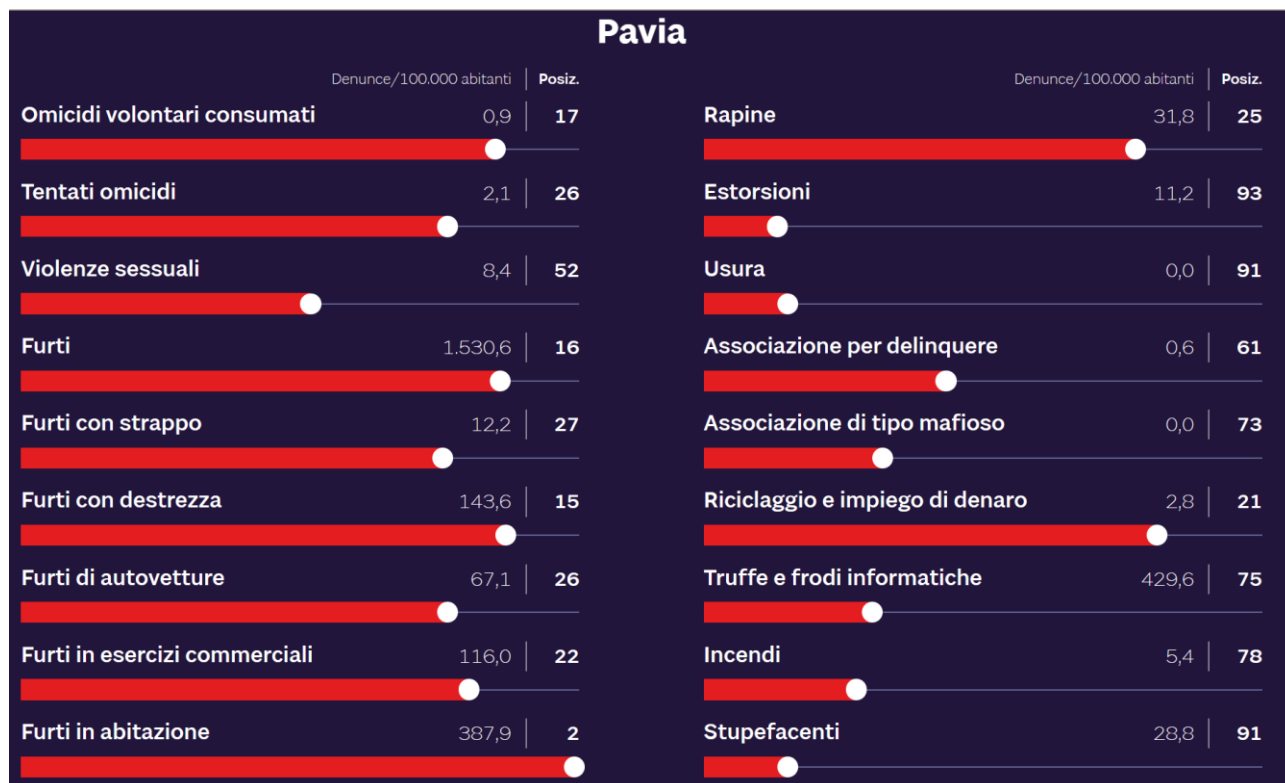 Pavia
Denunce/100.000 abitanti Posiz.
Omicidi volontari consumati 0,9 17
Tentati omicidi 2,1 26
Violenze sessuali 8,4 52
Furti 1.530,6 16
Furti con strappo 12,2 27
Furti con destrezza 143,6 15
Furti di autovetture 67,1 26
Furti in esercizi commerciali 116,0 22
Furti in abitazione 387,9 2
Denunce/100.000 abitanti Posiz.
Rapine 31,8 25
Estorsioni 11,2 93
Usura 0,0 91
Associazione per delinquere 0,6 61
Associazione di tipo mafioso 0,0 73
Riciclaggio e impiego di denaro 2,8 21
Truffe e frodi informatiche 429,6 75
Incendi 5,4 78
Stupefacenti 28,8 91